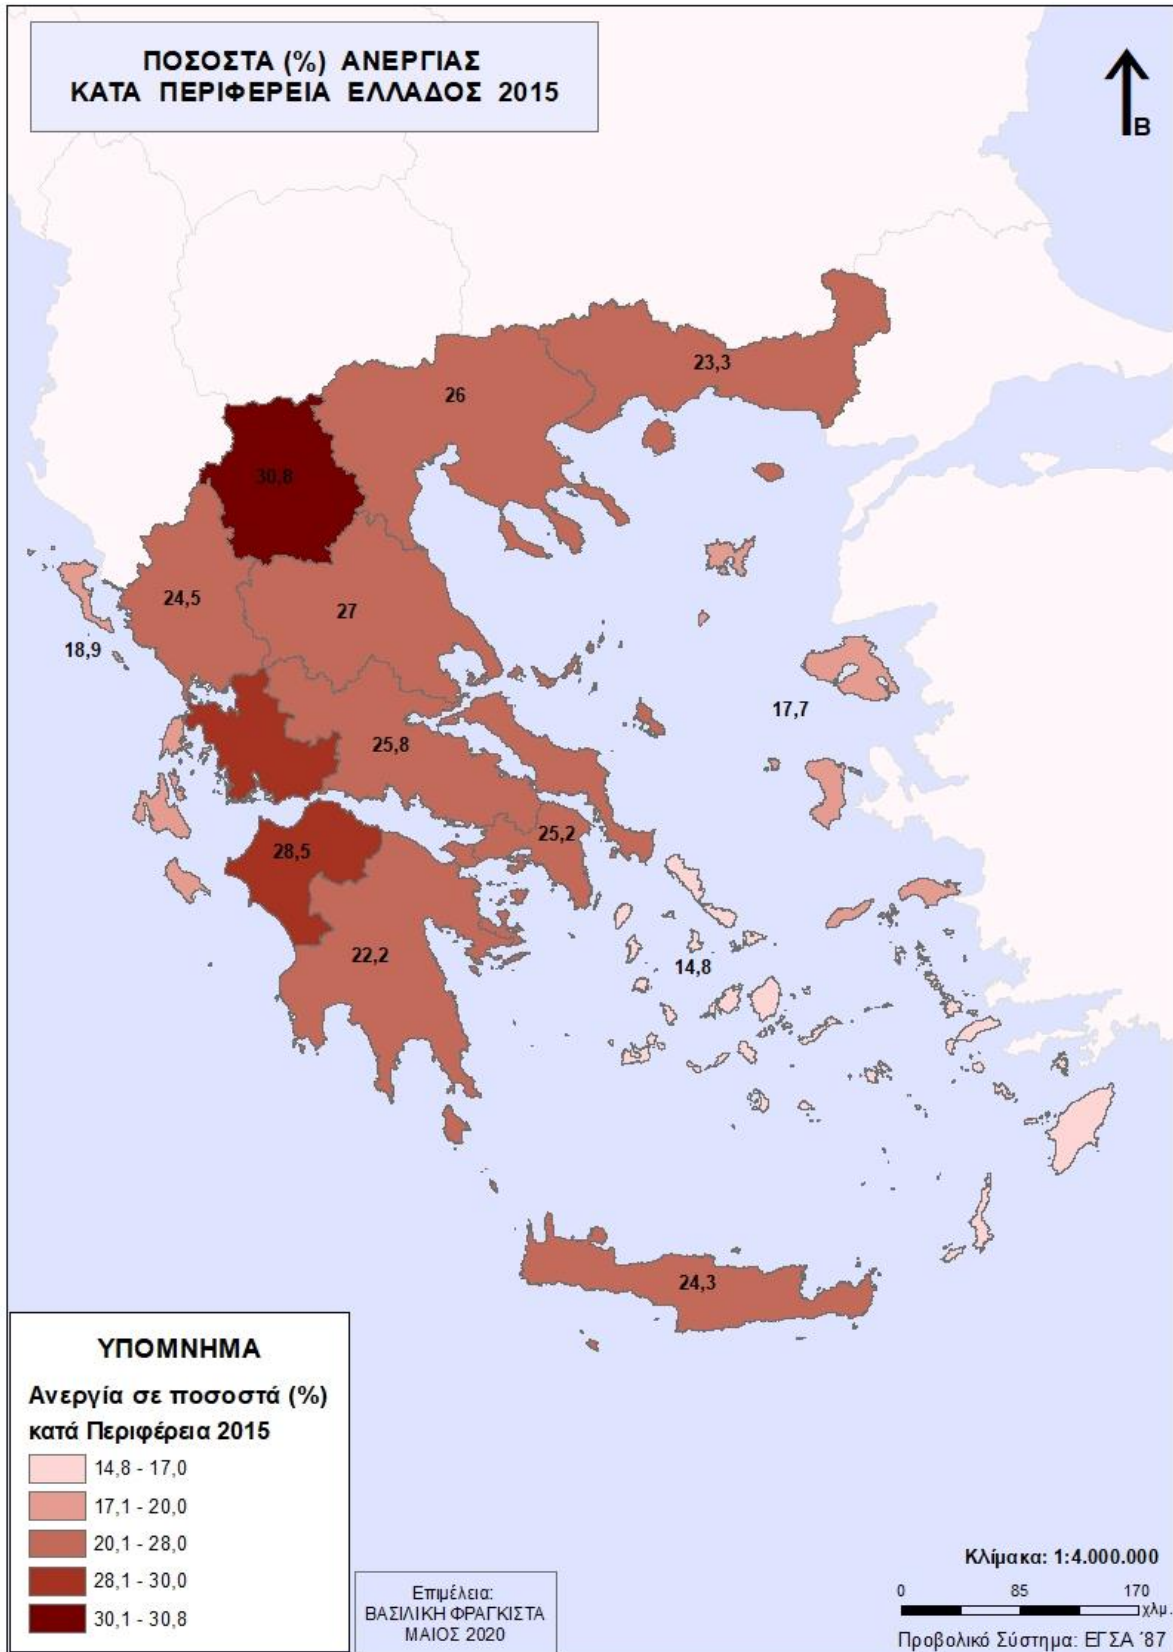 ΠΟΣΟΣΤΑ (%) ΑΝΕΡΓΙΑΣ
ΚΑΤΑ ΠΕΡΙΦΕΡΕΙΑ ΕΛΛΑΔΟΣ 2015
Β
23,3
26
30,8
24,5
27
18,9
17,7
25,8
25,2
28,5
22,2
14,8
24,3
ΥΠΟΜΝΗΜΑ
Ανεργία σε ποσοστά (%)
κατά Περιφέρεια 2015
14,8 - 17,0
17,1 - 20,0
20,1 - 28,0
28,1 - 30,0
30,1 - 30,8
Επιμέλεια:
ΒΑΣΙΛΙΚΗ ΦΡΑΓΚΙΣΤΑ
ΜΑΙΟΣ 2020
Κλίμακα: 1:4.000.000
0 85 170
χλμ.
Προβολικό Σύστημα: ΕΓΣΑ ΄87